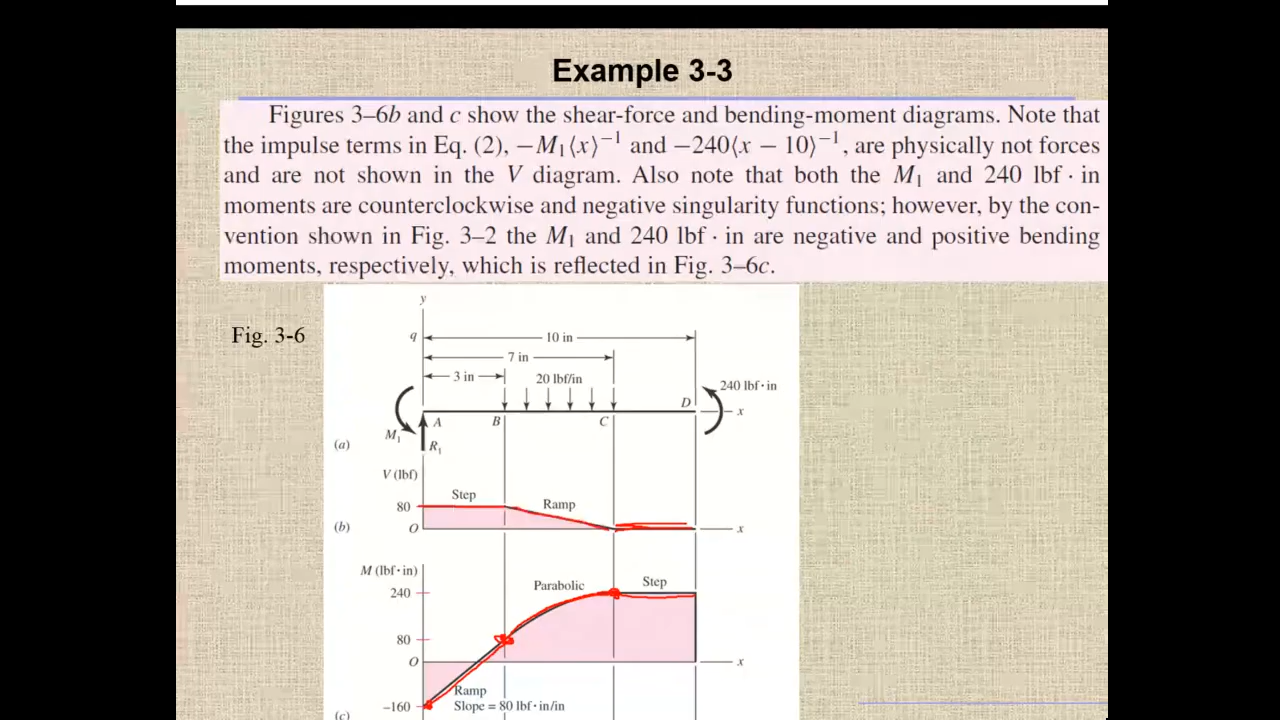 Example 3-3
Figures 3–6b and c show the shear-force and bending-moment diagrams. Note that
the impulse terms in Eq. (2), −M₁⟨x⟩⁻¹ and −240⟨x − 10⟩⁻¹, are physically not forces
and are not shown in the V diagram. Also note that both the M₁ and 240 lbf · in
moments are counterclockwise and negative singularity functions; however, by the con-
vention shown in Fig. 3–2 the M₁ and 240 lbf · in are negative and positive bending
moments, respectively, which is reflected in Fig. 3–6c.
Fig. 3-6
y
q
10 in
7 in
3 in
20 lbf/in
240 lbf·in
D
x
A
B
C
M₁
R₁
(a)
V (lbf)
Step
Ramp
80
(b)
O
x
M (lbf·in)
240
Parabolic
Step
80
O
x
Ramp
−160
Slope = 80 lbf·in/in
(c)